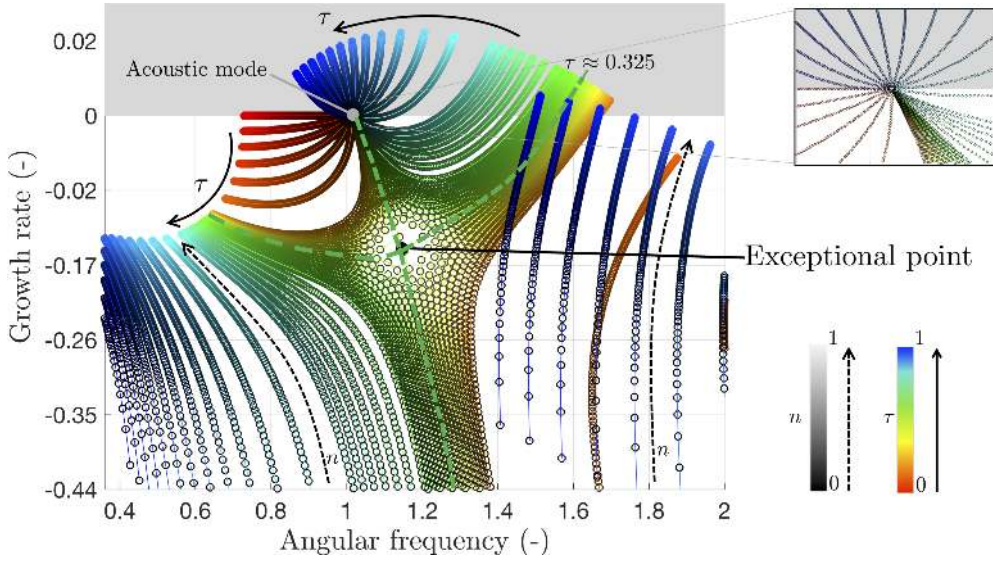 τ
0.02
Acoustic mode
τ ≈ 0.325
0
τ
-0.02
Growth rate (-)
-0.17
Exceptional point
-0.26
1
1
-0.35
n
τ
n
n
0
0
-0.44
0.4
0.6
0.8
1
1.2
1.4
1.6
1.8
2
Angular frequency (-)